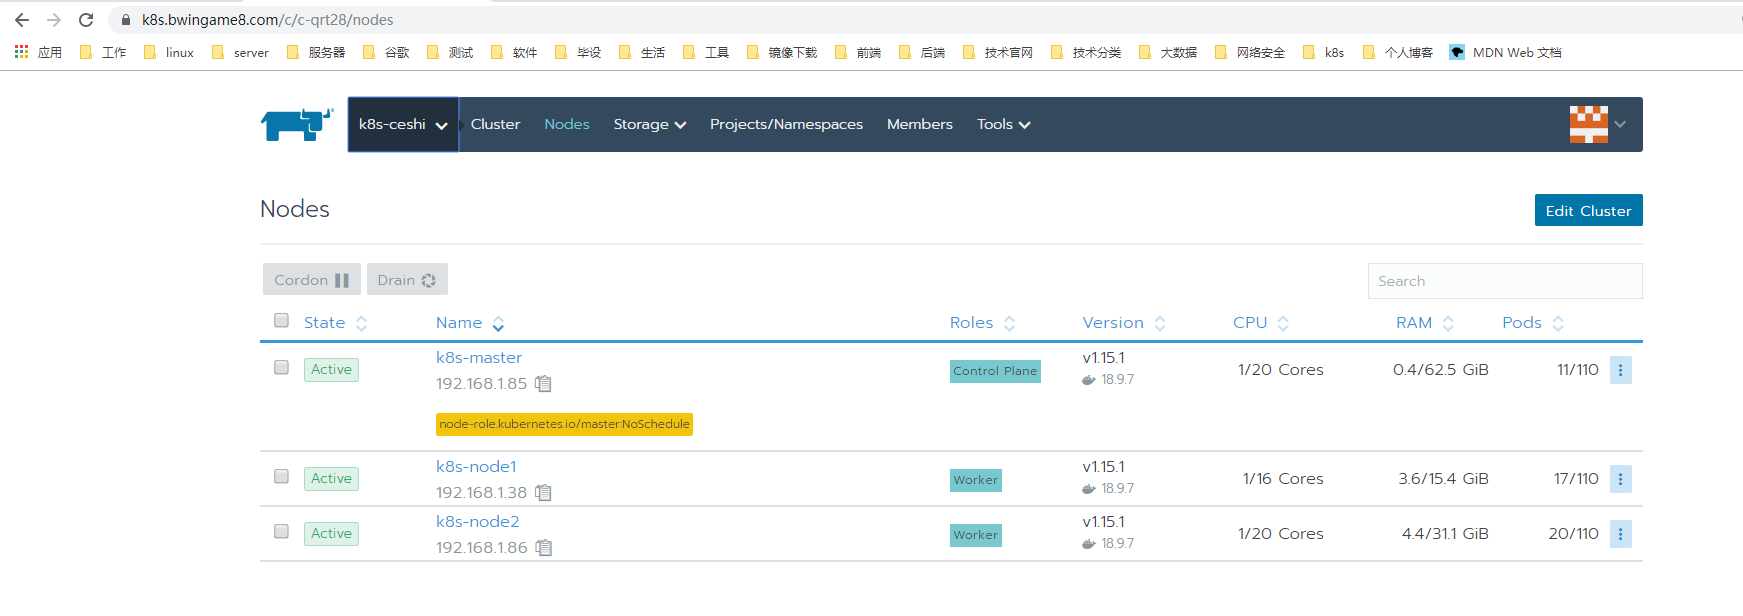 k8s.bwingame8.com/c/c-qrt28/nodes
应用 工作 linux server 服务器 谷歌 测试 软件 毕设 生活 工具 镜像下载 前端 后端 技术官网 技术分类 大数据 网络安全 k8s 个人博客 MDN Web 文档
k8s-ceshi Cluster Nodes Storage Projects/Namespaces Members Tools
Nodes Edit Cluster
Cordon Drain Search
State Name Roles Version CPU RAM Pods
Active k8s-master Control Plane v1.15.1 1/20 Cores 0.4/62.5 GiB 11/110
192.168.1.85 18.9.7
node-role.kubernetes.io/master:NoSchedule
Active k8s-node1 Worker v1.15.1 1/16 Cores 3.6/15.4 GiB 17/110
192.168.1.38 18.9.7
Active k8s-node2 Worker v1.15.1 1/20 Cores 4.4/31.1 GiB 20/110
192.168.1.86 18.9.7